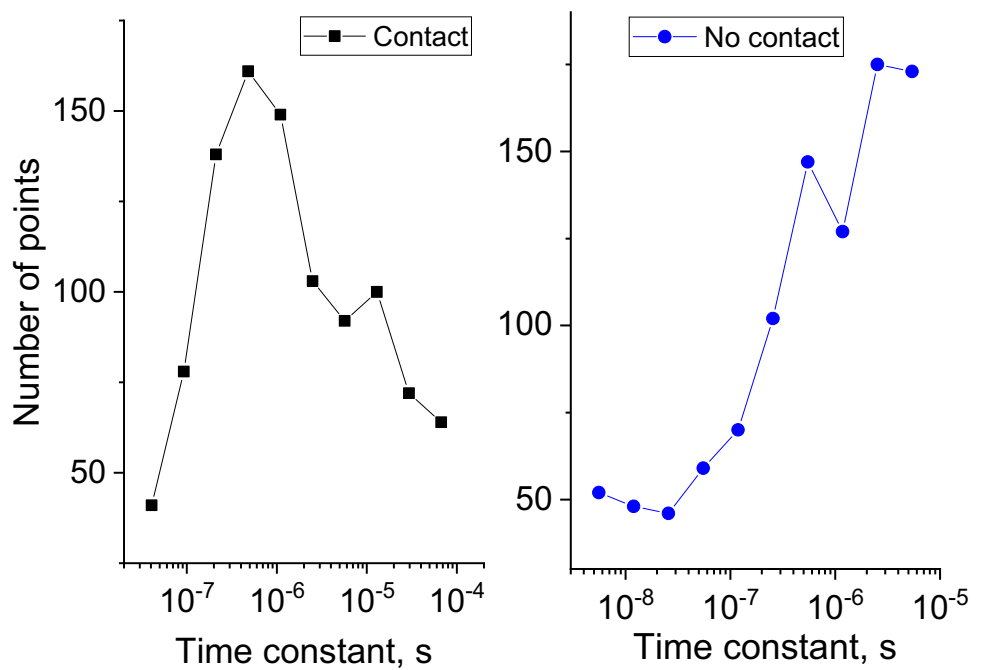 Contact
Number of points
150
100
50
10-7
10-6
10-5
10-4
Time constant, s
No contact
150
100
50
10-8
10-7
10-6
10-5
Time constant, s